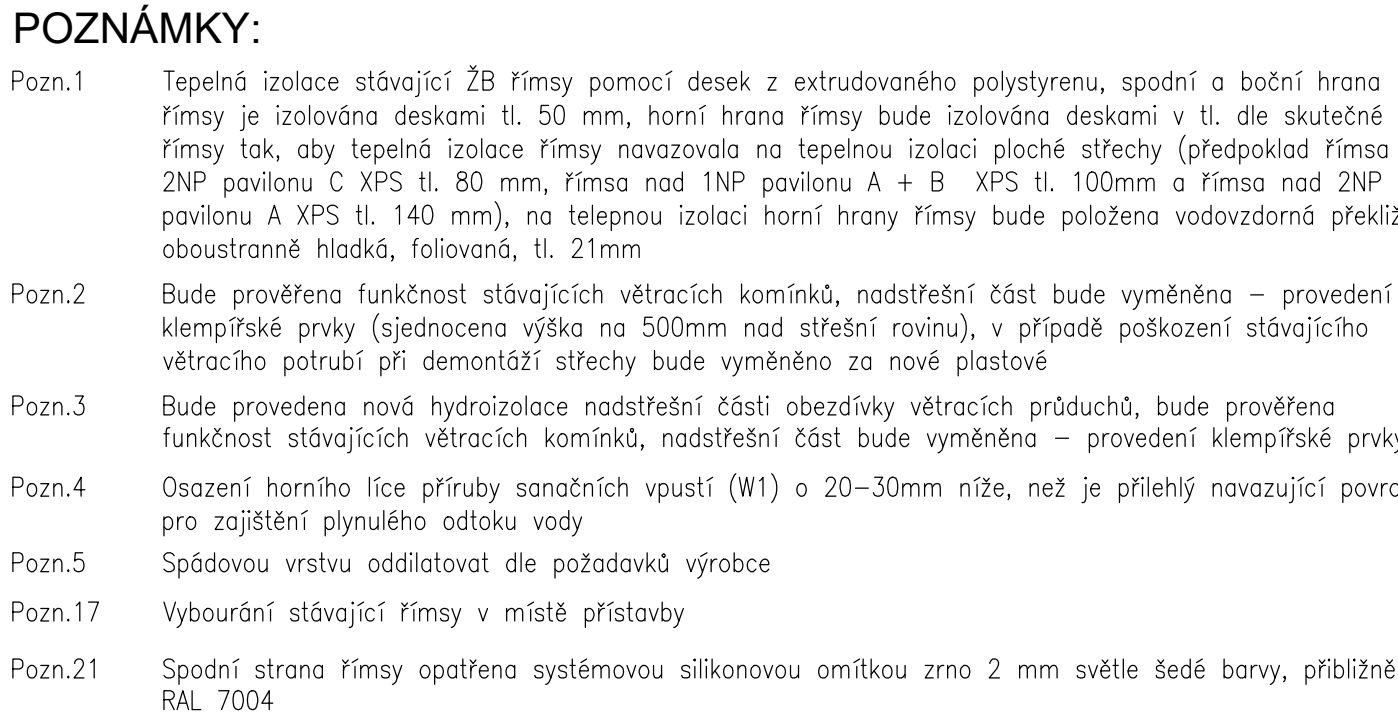 POZNÁMKY:
Pozn.1 Tepelná izolace stávající ŽB římsy pomocí desek z extrudovaného polystyrenu, spodní a boční hrana
římsy je izolována deskami tl. 50 mm, horní hrana římsy bude izolována deskami v tl. dle skutečné
římsy tak, aby tepelná izolace římsy navazovala na tepelnou izolaci ploché střechy (předpoklad římsa
2NP pavilonu C XPS tl. 80 mm, římsa nad 1NP pavilonu A + B XPS tl. 100mm a římsa nad 2NP
pavilonu A XPS tl. 140 mm), na telepnou izolaci horní hrany římsy bude položena vodovzdorná
oboustranně hladká, foliovaná, tl. 21mm
Pozn.2 Bude prověřena funkčnost stávajících větracích komínků, nadstřešní část bude vyměněna – provedení
klempířské prvky (sjednocena výška na 500mm nad střešní rovinu), v případě poškození stávajícího
větracího potrubí při demontáží střechy bude vyměněno za nové plastové
Pozn.3 Bude provedena nová hydroizolace nadstřešní části obezdívky větracích průduchů, bude prověřena
funkčnost stávajících větracích komínků, nadstřešní část bude vyměněna – provedení klempířské prvky
Pozn.4 Osazení horního líce příruby sanačních vpustí (W1) o 20–30mm níže, než je přilehlý navazující
pro zajištění plynulého odtoku vody
Pozn.5 Spádovou vrstvu oddilatovat dle požadavků výrobce
Pozn.17 Vybourání stávající římsy v místě přístavby
Pozn.21 Spodní strana římsy opatřena systémovou silikonovou omítkou zrno 2 mm světle šedé barvy, přibližně
RAL 7004